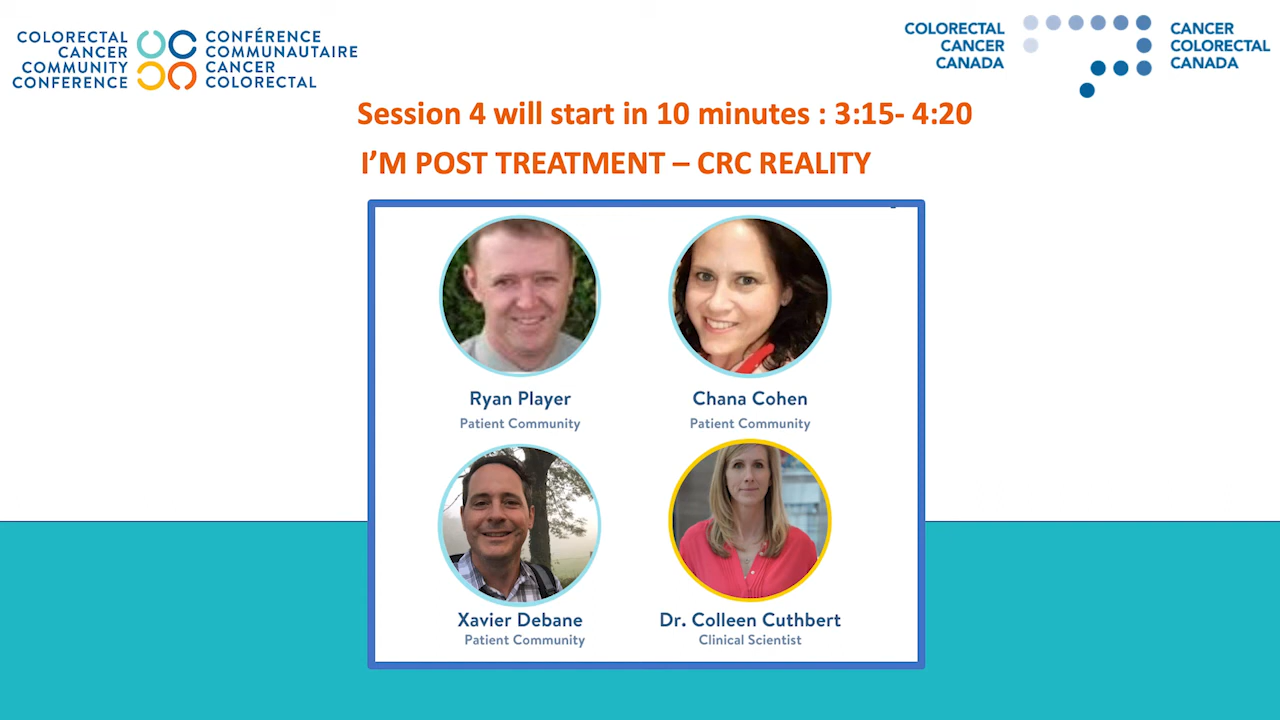 COLORECTAL
CANCER
COMMUNITY
CONFERENCE
CONFÉRENCE
COMMUNAUTAIRE
CANCER
COLORECTAL
COLORECTAL
CANCER
CANADA
CANCER
COLORECTAL
CANADA
Session 4 will start in 10 minutes : 3:15- 4:20
I’M POST TREATMENT – CRC REALITY
Ryan Player
Patient Community
Chana Cohen
Patient Community
Xavier Debane
Patient Community
Dr. Colleen Cuthbert
Clinical Scientist